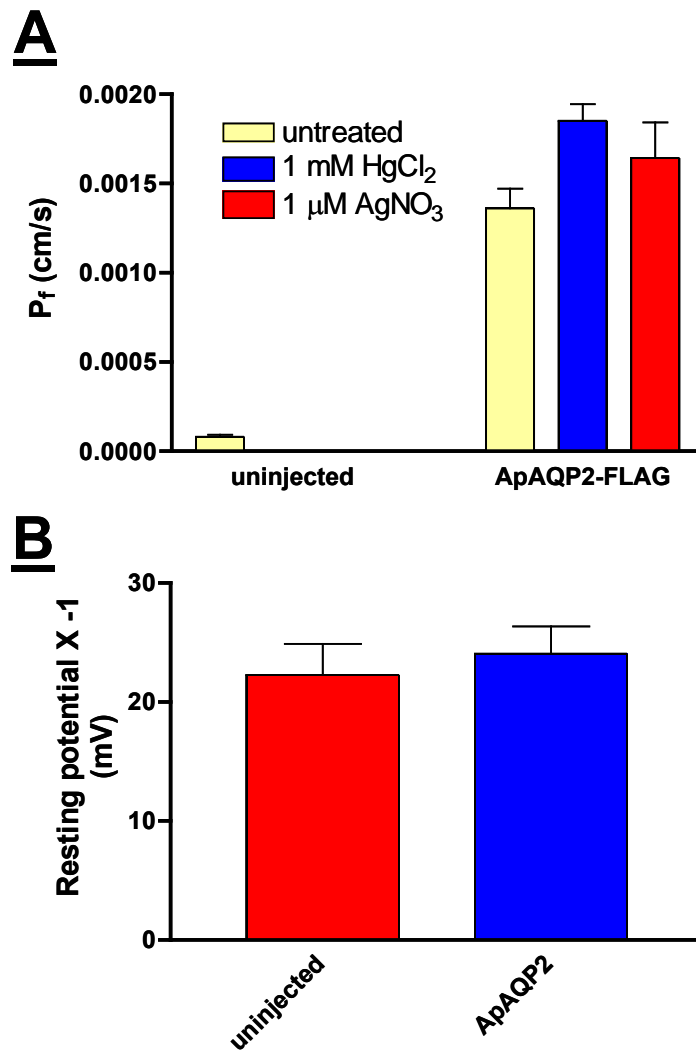 A
0.0020
0.0015
0.0010
0.0005
0.0000
Pf (cm/s)
untreated
1 mM HgCl2
1 μM AgNO3
uninjected
ApAQP2-FLAG
B
30
20
10
0
Resting potential X -1
(mV)
uninjected
ApAQP2